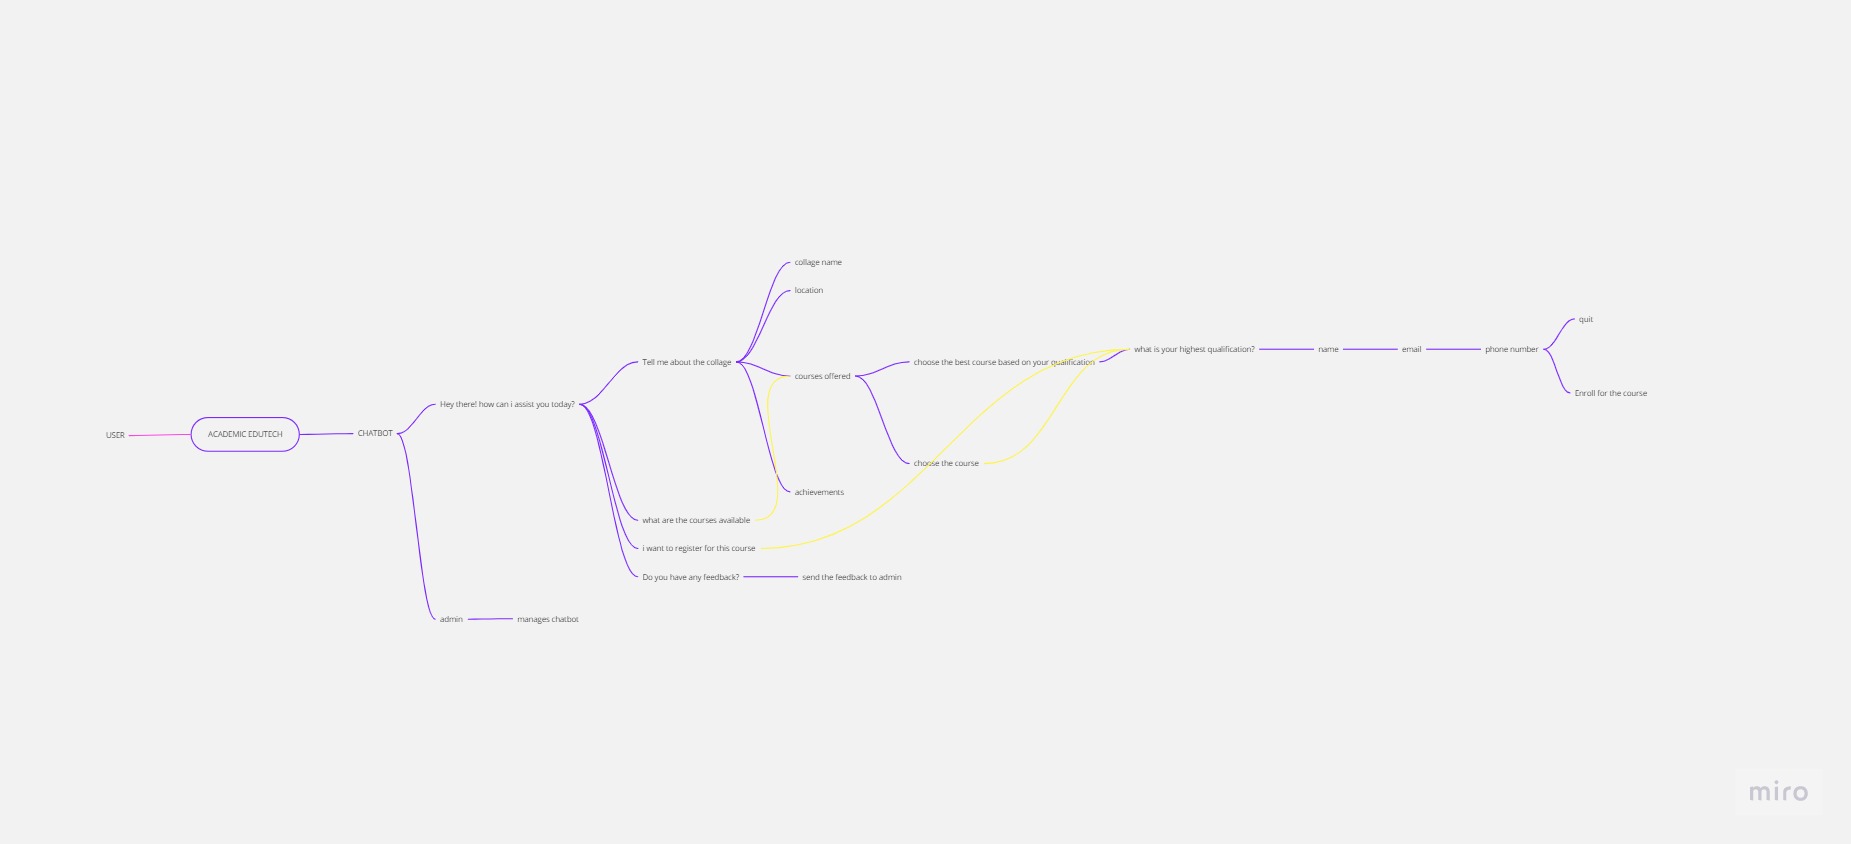 USER
ACADEMIC EDUTECH
CHATBOT
Hey there! how can i assist you today?
Tell me about the collage
collage name
location
courses offered
choose the best course based on your qualification
what is your highest qualification?
name
email
phone number
quit
Enroll for the course
choose the course
achievements
what are the courses available
i want to register for this course
Do you have any feedback?
send the feedback to admin
admin
manages chatbot
miro